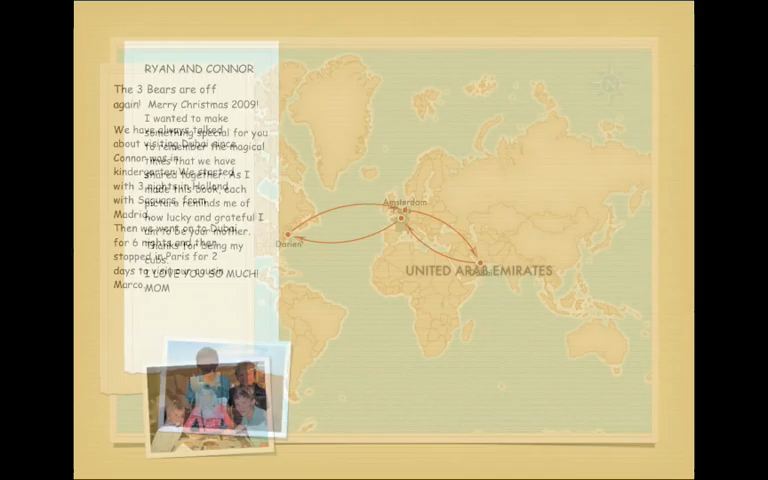 RYAN AND CONNOR
The 3 Bears are off
again! Merry Christmas 2009!
I wanted to make
something special for you
to remember the magical
times that we have
shared together. As I
made this book, each
picture reminds me of
how lucky and grateful I
am to be your mother.
Thanks for being my
cubs.
I LOVE YOU SO MUCH!
MOM
We have always talked
about visiting Dubai since
Connor was in
kindergarten. We started
with 3 nights in Holland
with from
Madrid.
Then we went to Dubai
for 6 nights and then
stopped in Paris for 2
days to visit our cousin
Marco.
Amsterdam
Paris
Darien
UNITED ARAB EMIRATES